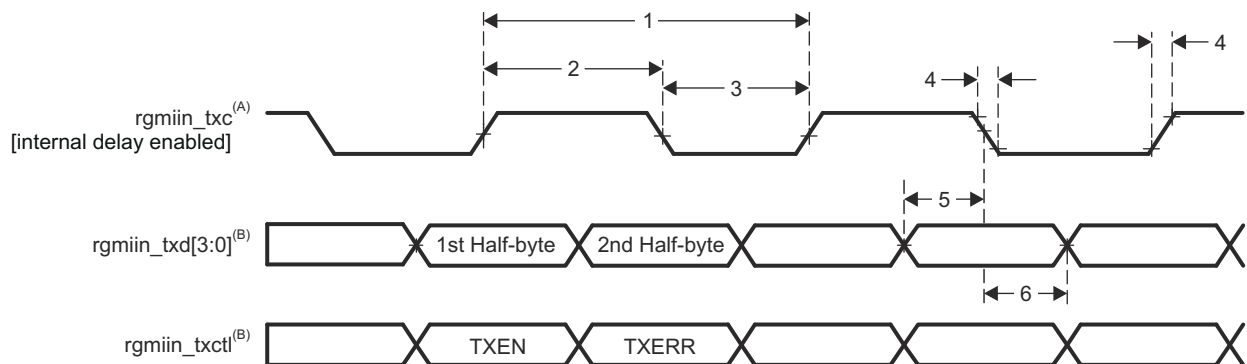 1
2
3
4
4
rgmiin_txc(A)
[internal delay enabled]
5
rgmiin_txd[3:0](B)
1st Half-byte
2nd Half-byte
6
rgmiin_txctl(B)
TXEN
TXERR